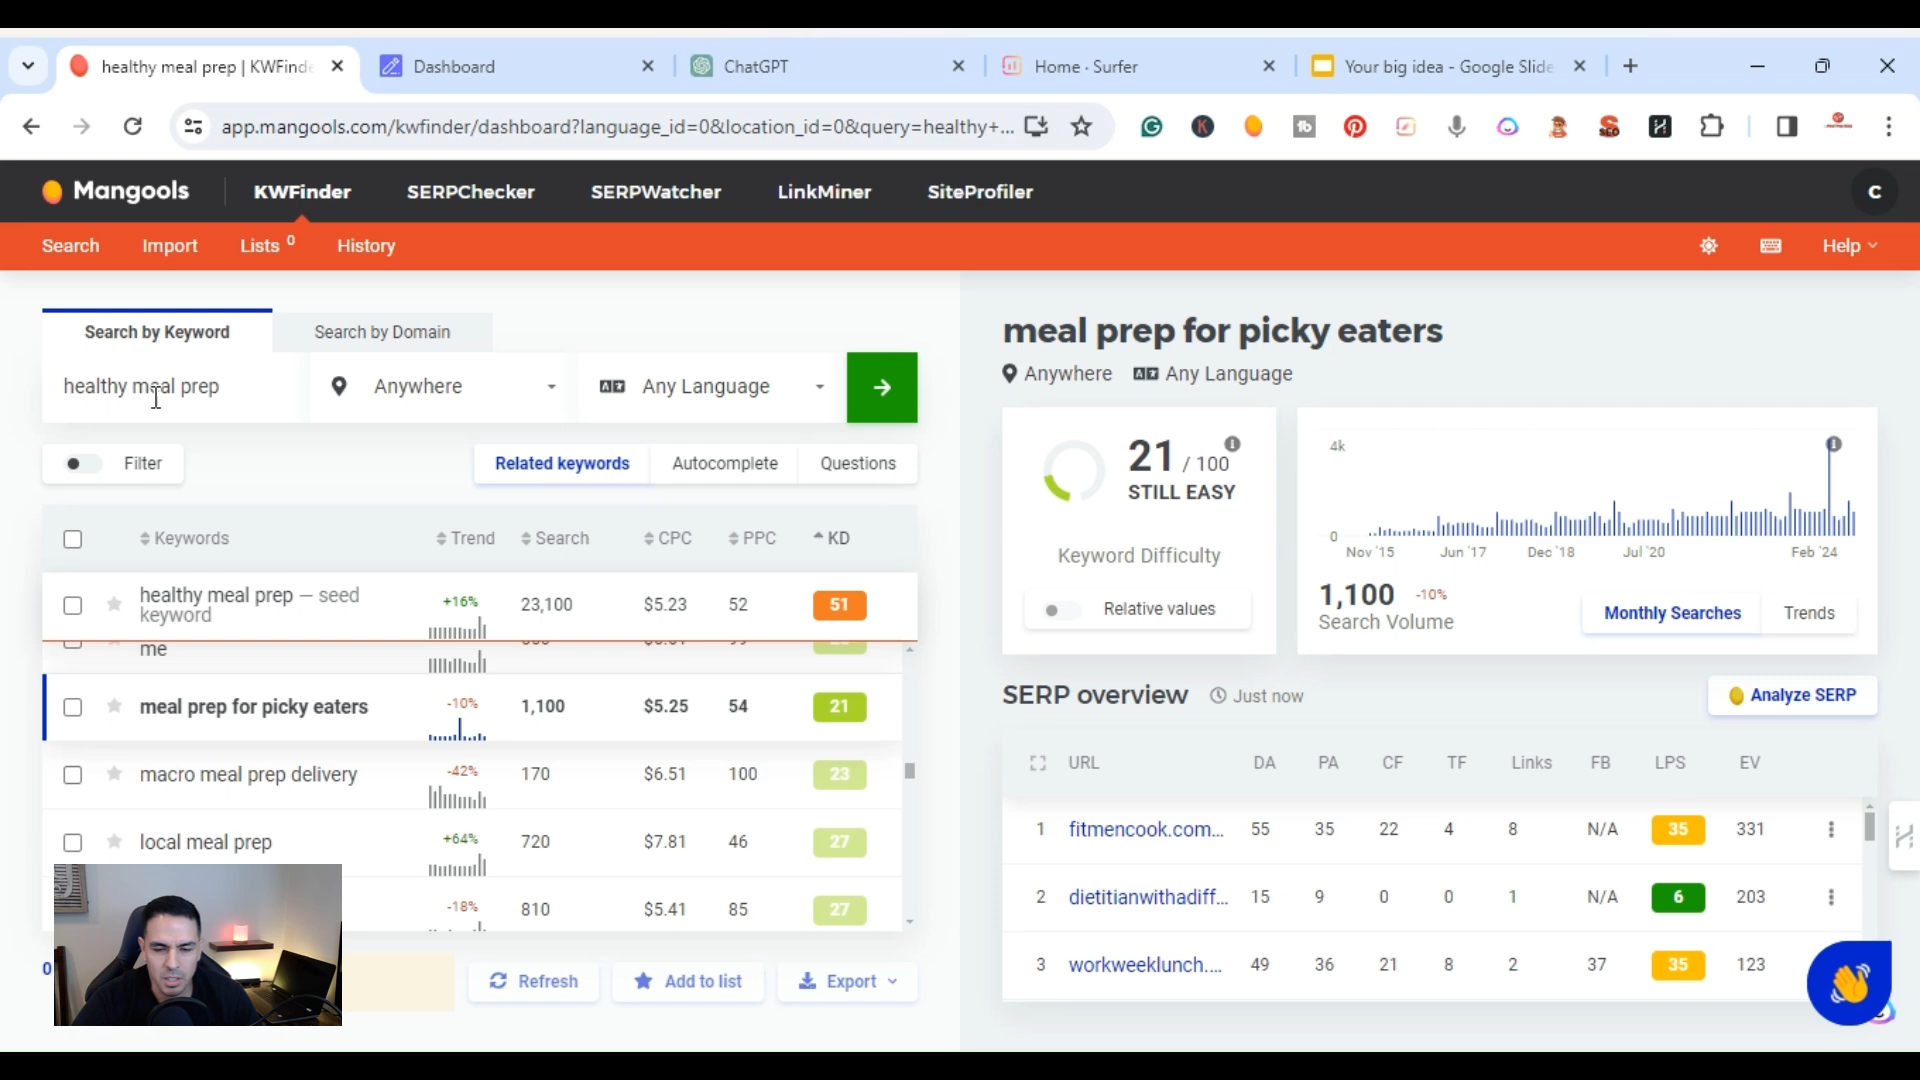 healthy meal prep | KWFinde
Dashboard
ChatGPT
Home - Surfer
Your big idea - Google Slide
app.mangools.com/kwfinder/dashboard?language_id=0&location_id=0&query=healthy+...
Mangools
KWFinder
SERPChecker
SERPWatcher
LinkMiner
SiteProfiler
C
Search
Import
Lists 0
History
Help
Search by Keyword
Search by Domain
healthy meal prep
Anywhere
Any Language
Filter
Related keywords
Autocomplete
Questions
Keywords Trend Search CPC PPC KD
healthy meal prep — seed
keyword
+16% 23,100 $5.23 52 51
me
meal prep for picky eaters -10% 1,100 $5.25 54 21
macro meal prep delivery -42% 170 $6.51 100 23
local meal prep +64% 720 $7.81 46 27
-18% 810 $5.41 85 27
0
Refresh
Add to list
Export
meal prep for picky eaters
Anywhere Any Language
21 / 100
STILL EASY
Keyword Difficulty
Relative values
4k
0
Nov '15 Jun '17 Dec '18 Jul '20 Feb '24
1,100 -10%
Search Volume
Monthly Searches
Trends
SERP overview Just now
Analyze SERP
URL DA PA CF TF Links FB LPS EV
1 fitmencook.com... 55 35 22 4 8 N/A 35 331
2 dietitianwithadiff... 15 9 0 0 1 N/A 6 203
3 workweeklunch.... 49 36 21 8 2 37 35 123